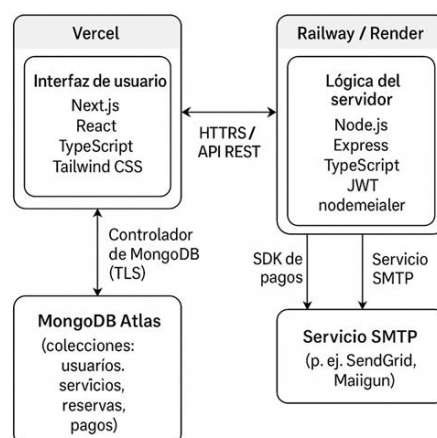 Vercel
Interfaz de usuario
Next.js
React
TypeScript
Tailwind CSS
HTTRS /
API REST
Railway / Render
Lógica del
servidor
Node.js
Express
TypeScript
JWT
nodemeialer
Controlador
de MongoDB
(TLS)
SDK de
pagos
Servicio
SMTP
MongoDB Atlas
(colecciones:
usuaríos.
servicios,
reservas,
pagos)
Servicio SMTP
(p. ej. SendGrid,
Maiigun)